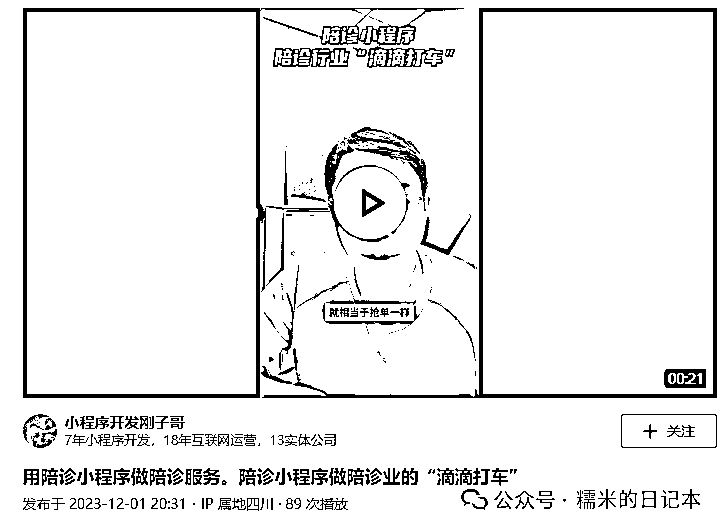 陪诊小程序
陪诊行业“滴滴打车”
就相当于抢单一样
00:21
小程序开发刚子哥
7年小程序开发，18年互联网运营，13实体公司
＋ 关注
用陪诊小程序做陪诊服务。陪诊小程序做陪诊业的“滴滴打车”
发布于 2023-12-01 20:31 · IP 属地四川 · 89 次播放
公众号 · 糯米的日记本